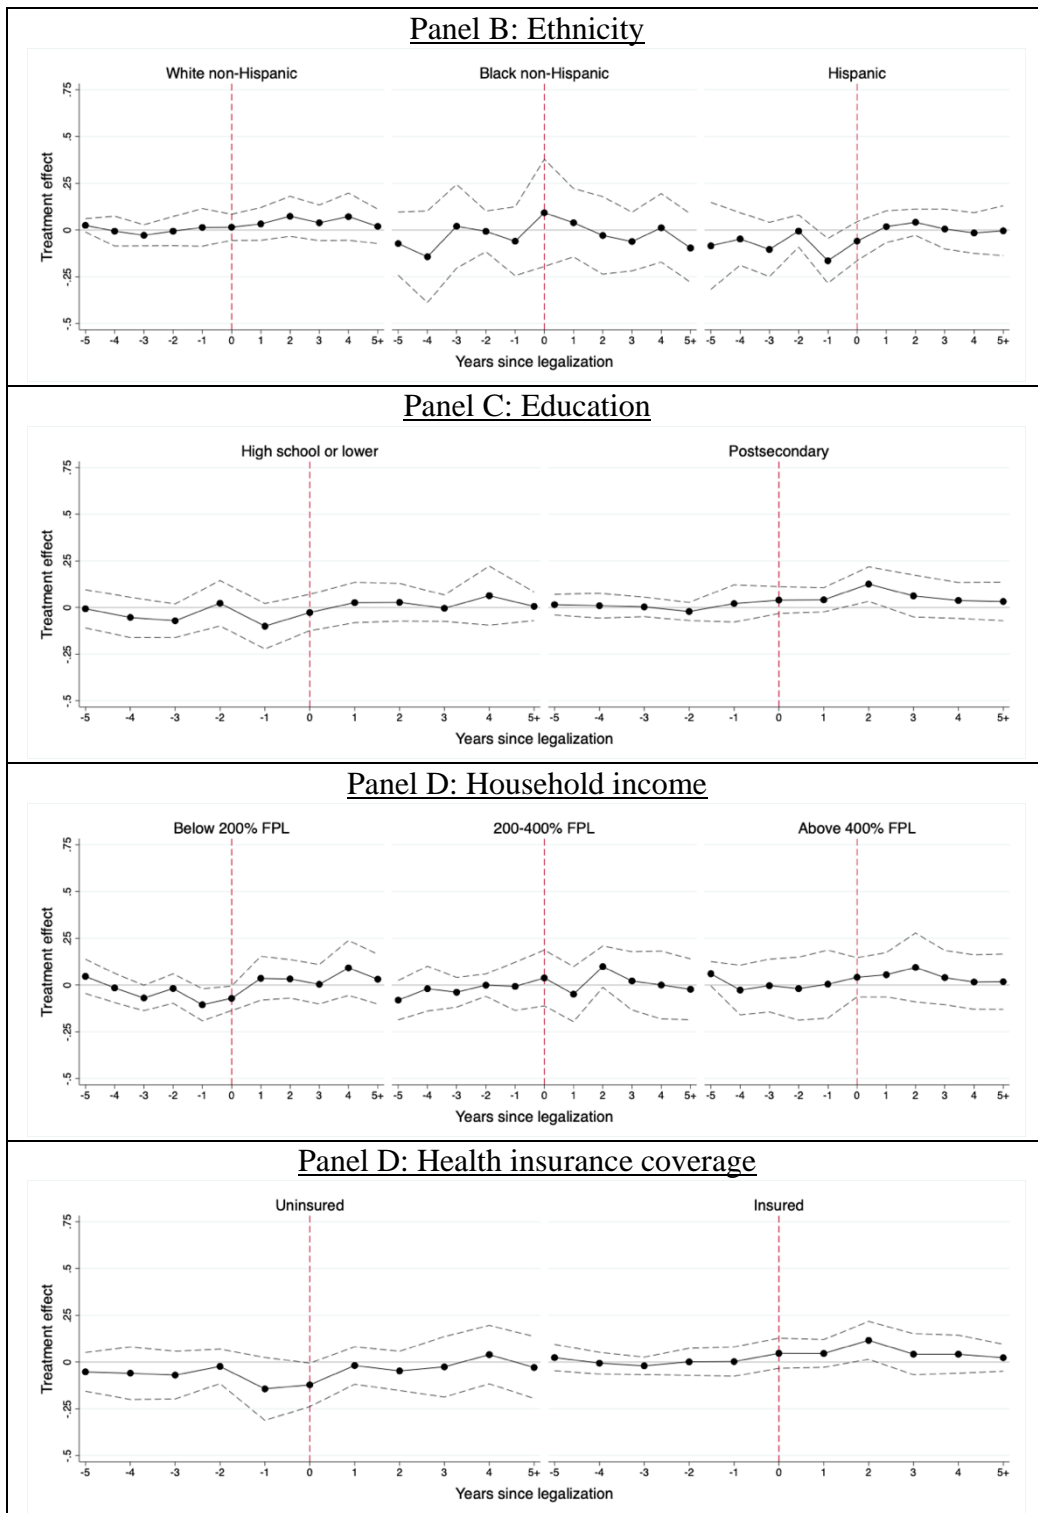 Panel B: Ethnicity
White non-Hispanic Black non-Hispanic Hispanic
Treatment effect
.75
.5
.25
0
-.25
-.5
-5 -4 -3 -2 -1 0 1 2 3 4 5+ -5 -4 -3 -2 -1 0 1 2 3 4 5+ -5 -4 -3 -2 -1 0 1 2 3 4 5+
Years since legalization
Panel C: Education
High school or lower Postsecondary
Treatment effect
.75
.5
.25
0
-.25
-.5
-5 -4 -3 -2 -1 0 1 2 3 4 5+ -5 -4 -3 -2 -1 0 1 2 3 4 5+
Years since legalization
Panel D: Household income
Below 200% FPL 200-400% FPL Above 400% FPL
Treatment effect
.75
.5
.25
0
-.25
-.5
-5 -4 -3 -2 -1 0 1 2 3 4 5+ -5 -4 -3 -2 -1 0 1 2 3 4 5+ -5 -4 -3 -2 -1 0 1 2 3 4 5+
Years since legalization
Panel D: Health insurance coverage
Uninsured Insured
Treatment effect
.75
.5
.25
0
-.25
-.5
-5 -4 -3 -2 -1 0 1 2 3 4 5+ -5 -4 -3 -2 -1 0 1 2 3 4 5+
Years since legalization